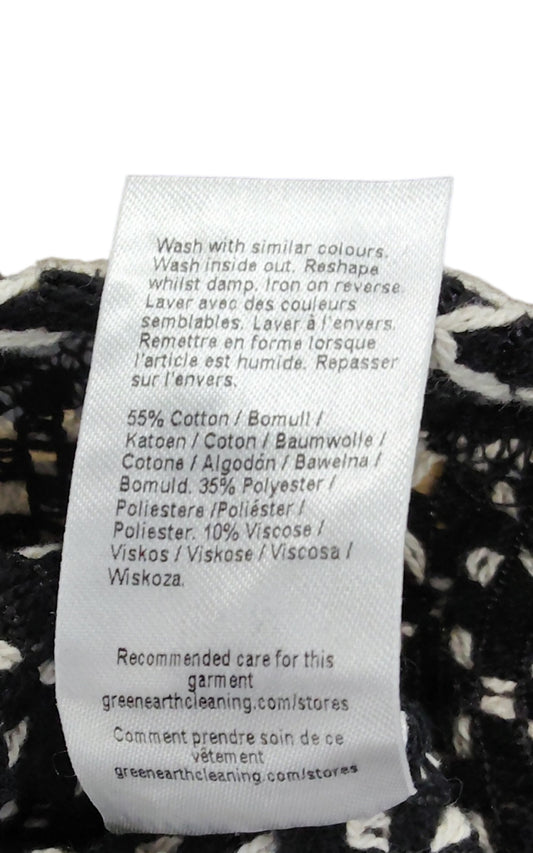 Wash with similar colours.
Wash inside out. Reshape
whilst damp. Iron on reverse.
Laver avec des couleurs
semblables. Laver à l'envers.
Remettre en forme lorsque
l'article est humide. Repasser
sur l'envers.
55% Cotton / Bomull /
Katoen / Coton / Baumwolle /
Cotone / Algodón / Bawełna /
Bomuld. 35% Polyester /
Poliestere /Poliéster /
Poliester. 10% Viscose /
Viskos / Viskose / Viscosa /
Wiskoza.
Recommended care for this
garment
greenearthcleaning.com/stores
Comment prendre soin de ce
vêtement
greenearthcleaning.com/stores